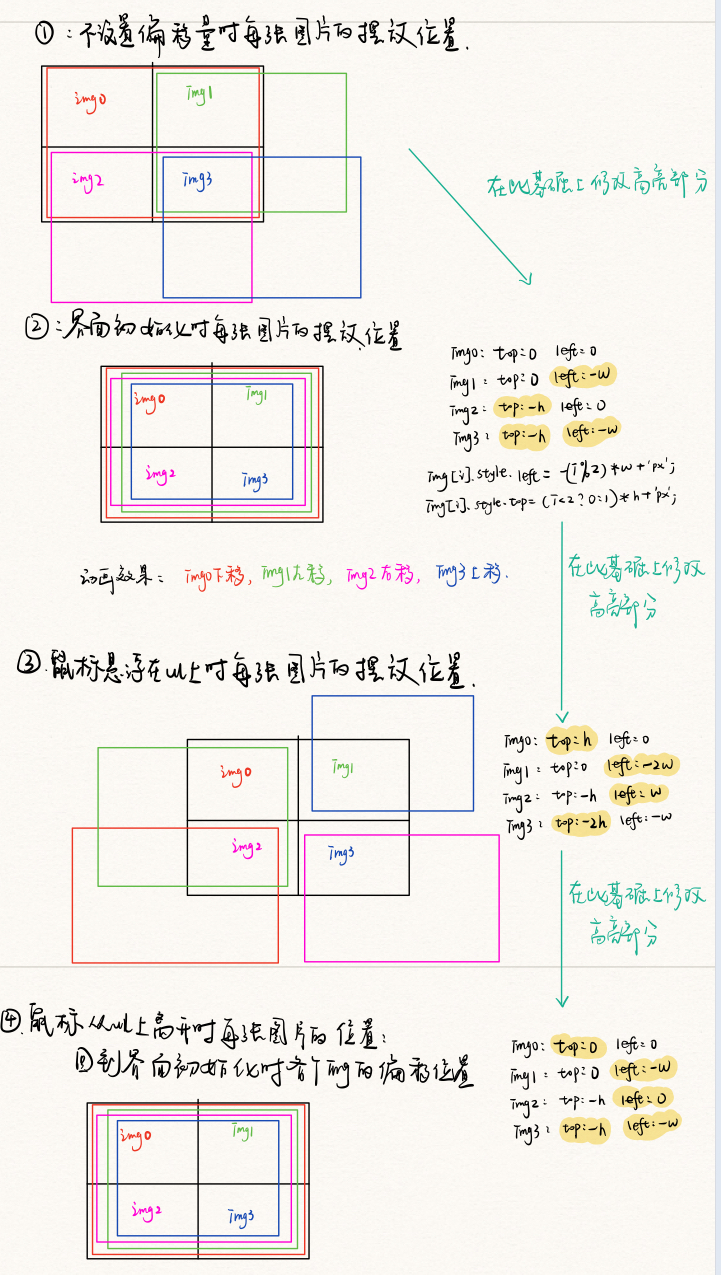 ①：不设置偏移量时每张图片的摆放位置.
img0
img1
img2
img3
在此基础上修改高亮部分
②：界面初始化时每张图片的摆放位置
img0
img1
img2
img3
img0: top:0 left:0
img1: top:0 left:-w
img2: top:-h left:0
img3: top:-h left:-w
img[i].style.left = -(i%2)*w+'px';
img[i].style.top= (i<2?0:1)*h+'px';
动画效果： img0下移, img1左移, img2右移, img3上移.
在此基础上修改
高亮部分
③.鼠标悬浮在ul上时每张图片的摆放位置.
img0
img1
img2
img3
img0: top:h left:0
img1: top:0 left:-2w
img2: top:-h left:w
img3: top:-2h left:-w
在此基础上修改
高亮部分
④.鼠标从ul上离开时每张图片的位置:
回到界面初始化时各个img的偏移位置
img0
img1
img2
img3
img0: top:0 left:0
img1: top:0 left:-w
img2: top:-h left:0
img3: top:-h left:-w